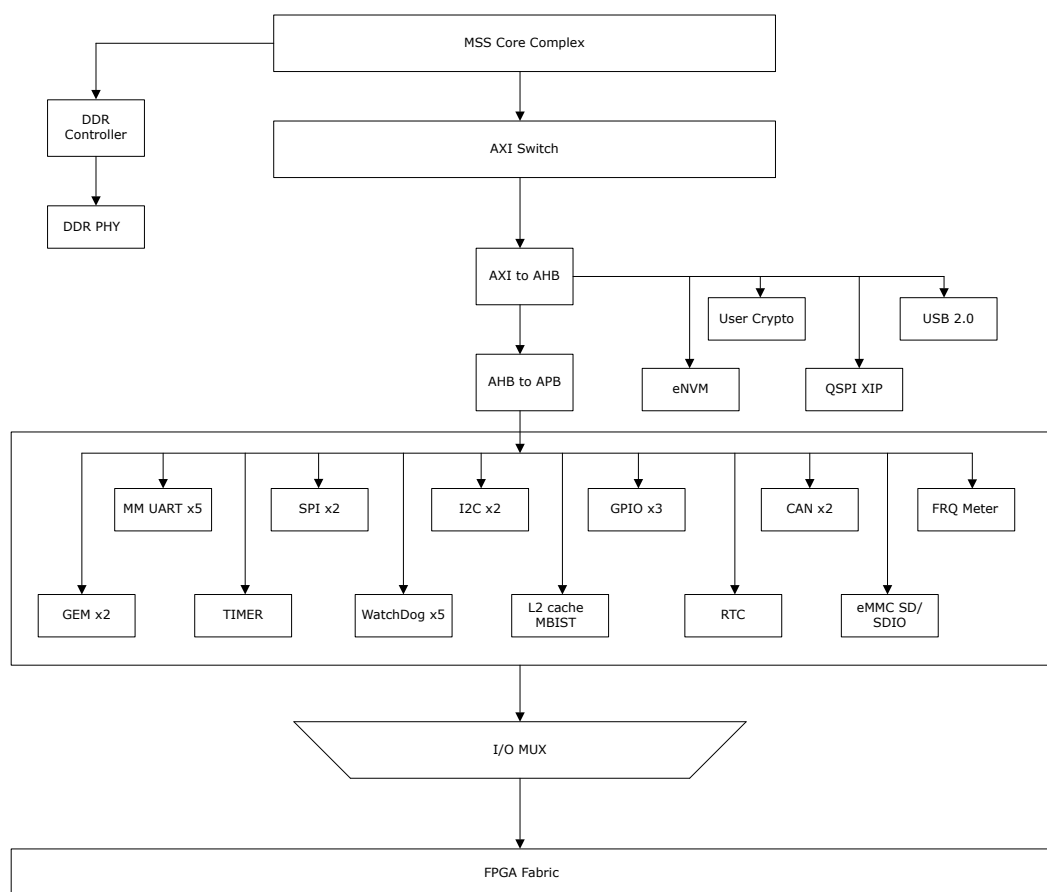 MSS Core Complex
DDR
Controller
AXI Switch
DDR PHY
AXI to AHB
User Crypto
USB 2.0
AHB to APB
eNVM
QSPI XIP
MM UART x5
SPI x2
I2C x2
GPIO x3
CAN x2
FRQ Meter
GEM x2
TIMER
WatchDog x5
L2 cache
MBIST
RTC
eMMC SD/
SDIO
I/O MUX
FPGA Fabric